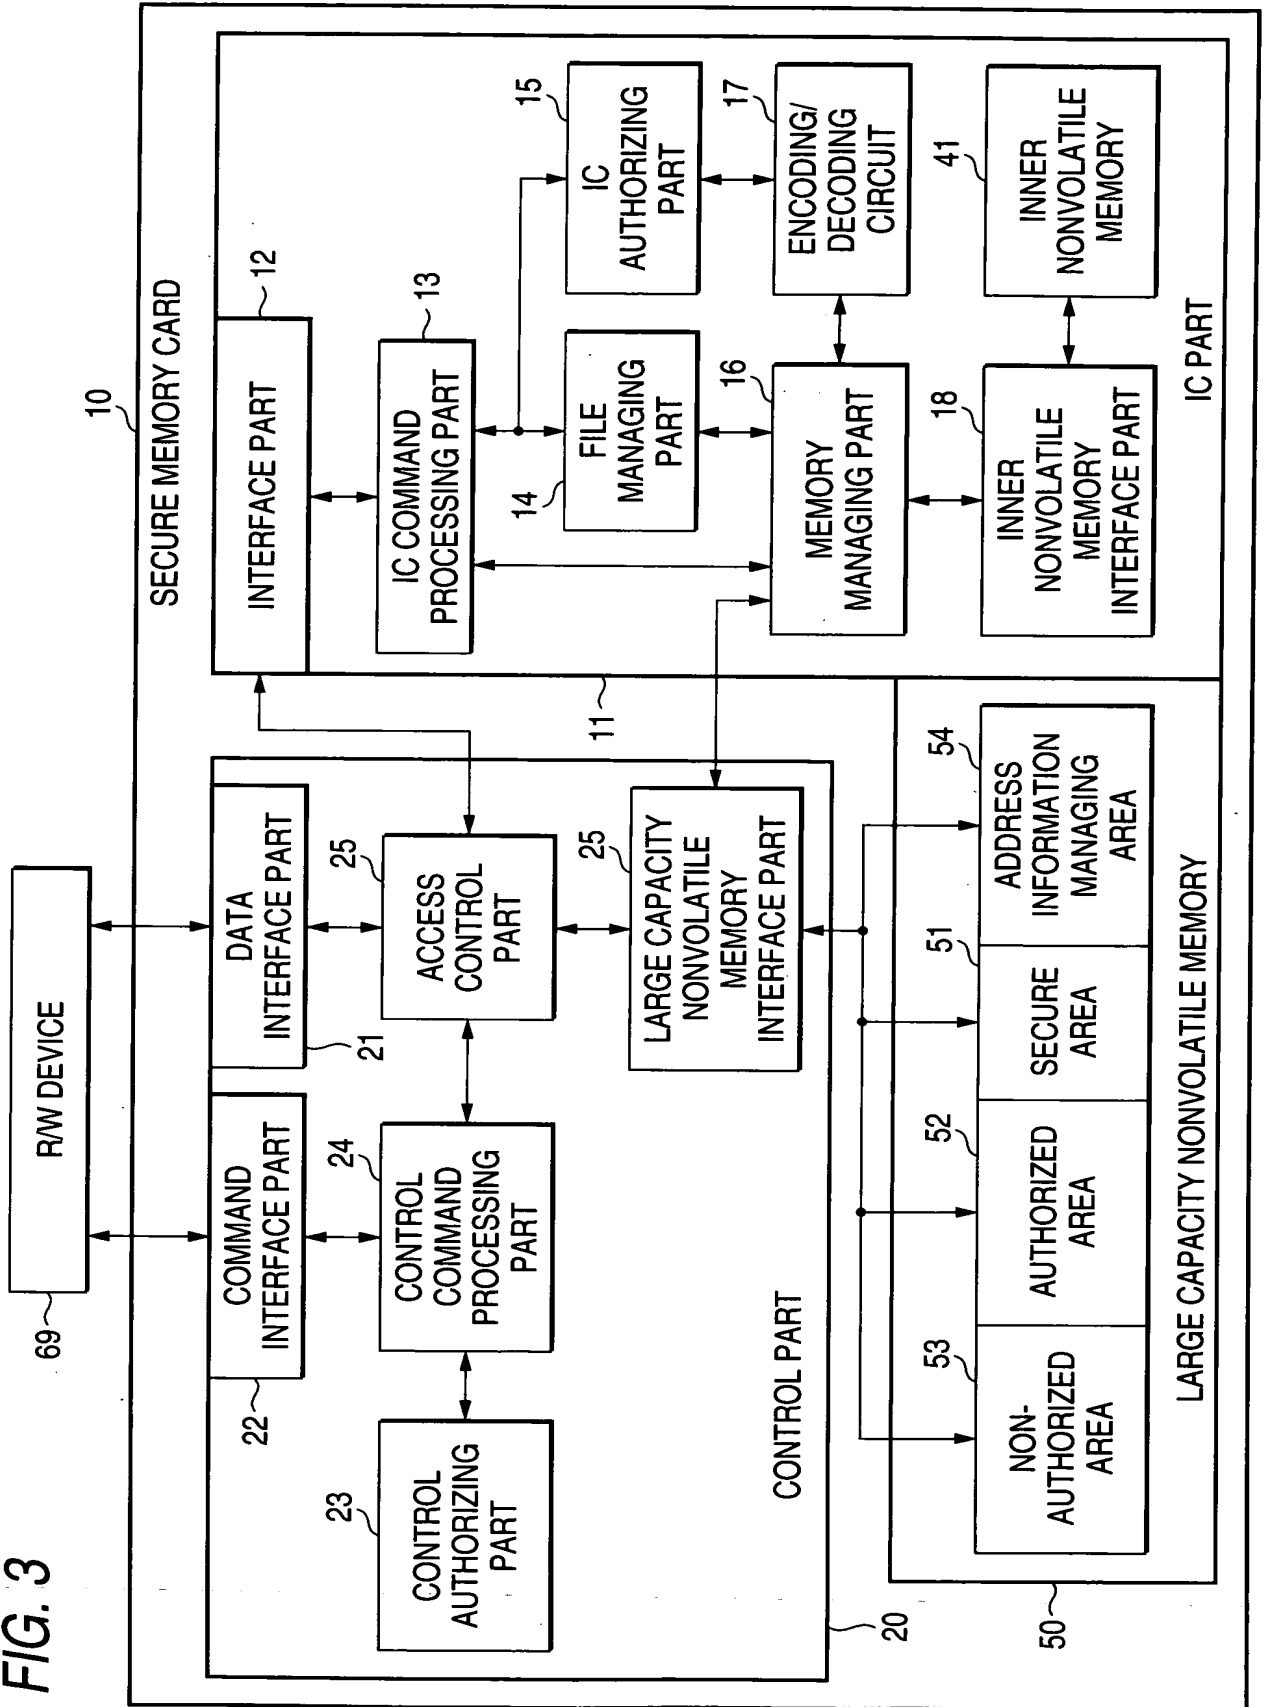 FIG. 3
R/W DEVICE
69
10
SECURE MEMORY CARD
22
COMMAND
INTERFACE PART
DATA
INTERFACE PART
21
INTERFACE PART
12
23
CONTROL
AUTHORIZING
PART
24
CONTROL
COMMAND
PROCESSING
PART
25
ACCESS
CONTROL
PART
IC COMMAND
PROCESSING PART
13
11
14
FILE
MANAGING
PART
15
IC
AUTHORIZING
PART
25
LARGE CAPACITY
NONVOLATILE
MEMORY
INTERFACE PART
MEMORY
MANAGING PART
16
17
ENCODING/
DECODING
CIRCUIT
CONTROL PART
20
53
NON-
AUTHORIZED
AREA
52
AUTHORIZED
AREA
51
SECURE
AREA
54
ADDRESS
INFORMATION
MANAGING
AREA
18
INNER
NONVOLATILE
MEMORY
INTERFACE PART
41
INNER
NONVOLATILE
MEMORY
50
LARGE CAPACITY NONVOLATILE MEMORY
IC PART